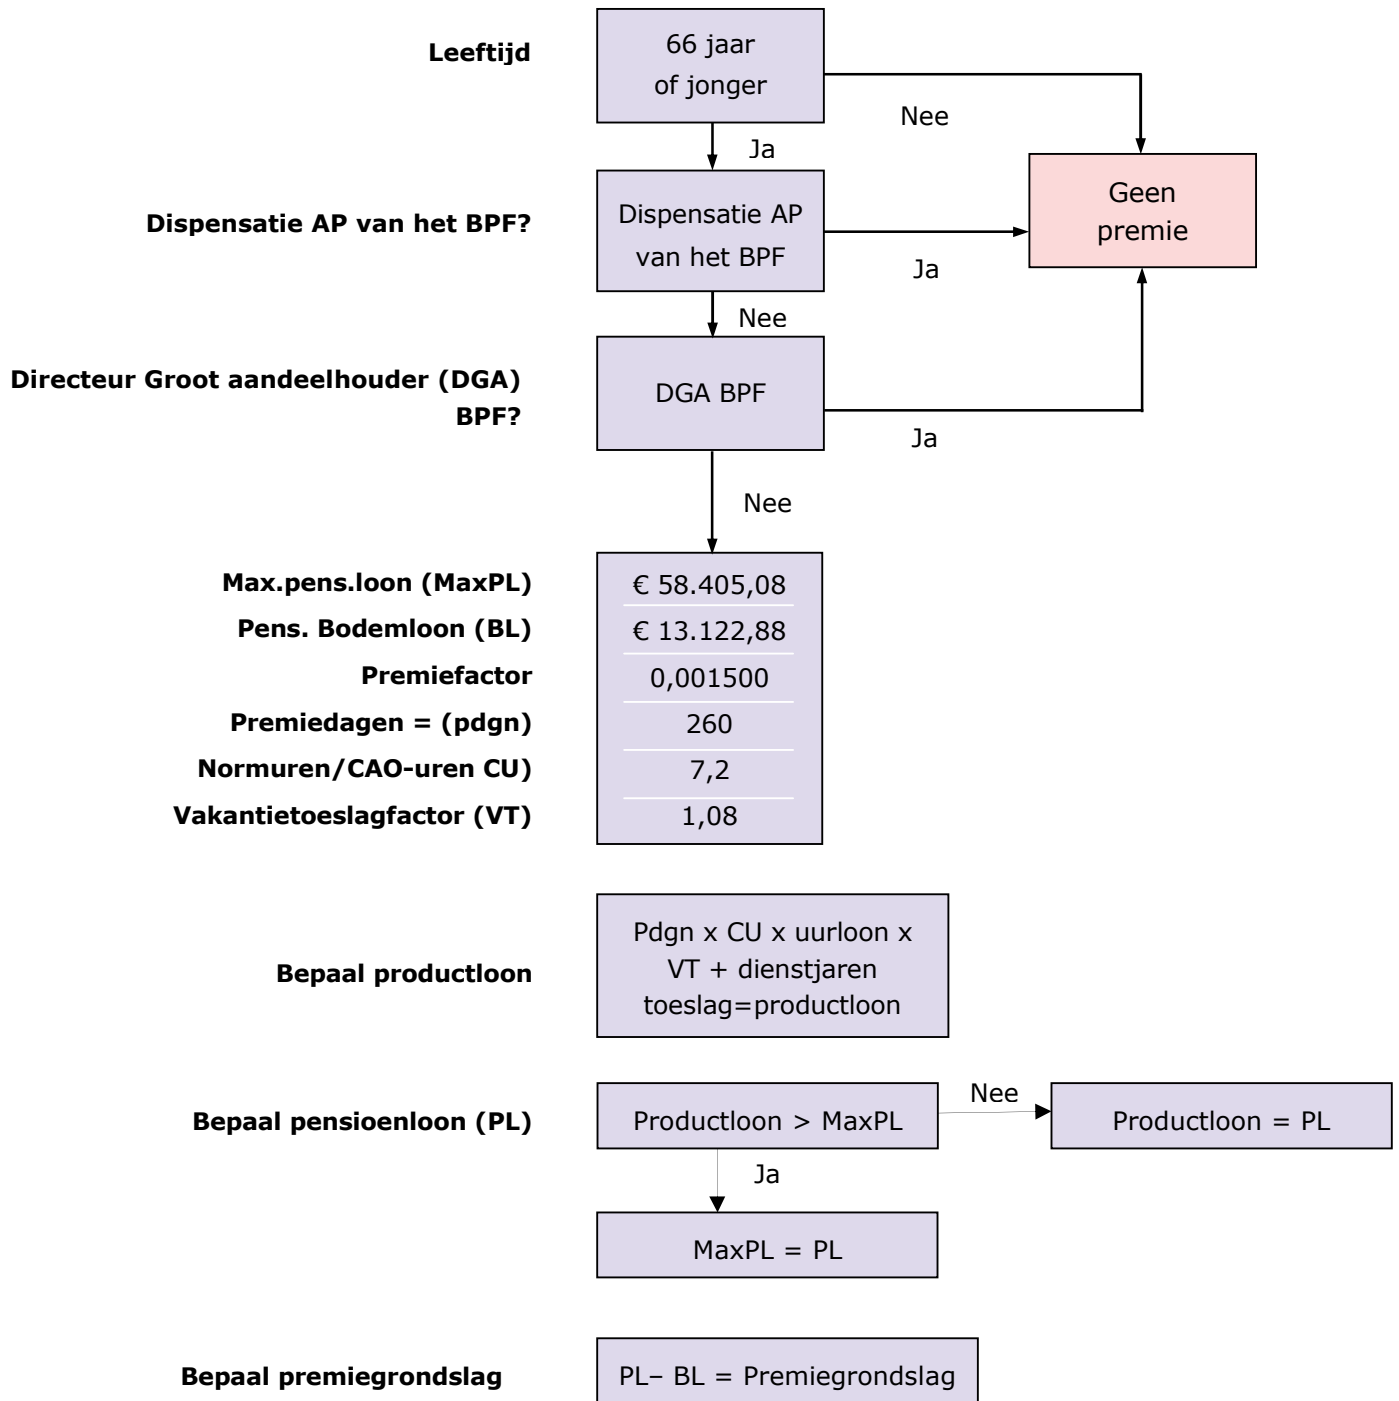 Leeftijd
66 jaar
of jonger
Nee
Ja
Geen
premie
Dispensatie AP van het BPF?
Dispensatie AP
van het BPF
Ja
Nee
Directeur Groot aandeelhouder (DGA)
BPF?
DGA BPF
Ja
Nee
Max.pens.loon (MaxPL)
€ 58.405,08
Pens. Bodemloon (BL)
€ 13.122,88
Premiefactor
0,001500
Premiedagen = (pdgn)
260
Normuren/CAO-uren CU)
7,2
Vakantietoeslagfactor (VT)
1,08
Bepaal productloon
Pdgn x CU x uurloon x
VT + dienstjaren
toeslag=productloon
Bepaal pensioenloon (PL)
Productloon > MaxPL
Nee
Productloon = PL
Ja
MaxPL = PL
Bepaal premiegrondslag
PL– BL = Premiegrondslag